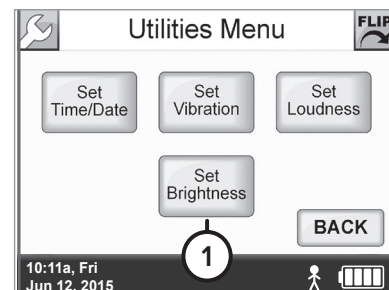 Utilities Menu
FLIP
Set
Time/Date
Set
Vibration
Set
Loudness
Set
Brightness
BACK
1
10:11a, Fri
Jun 12, 2015